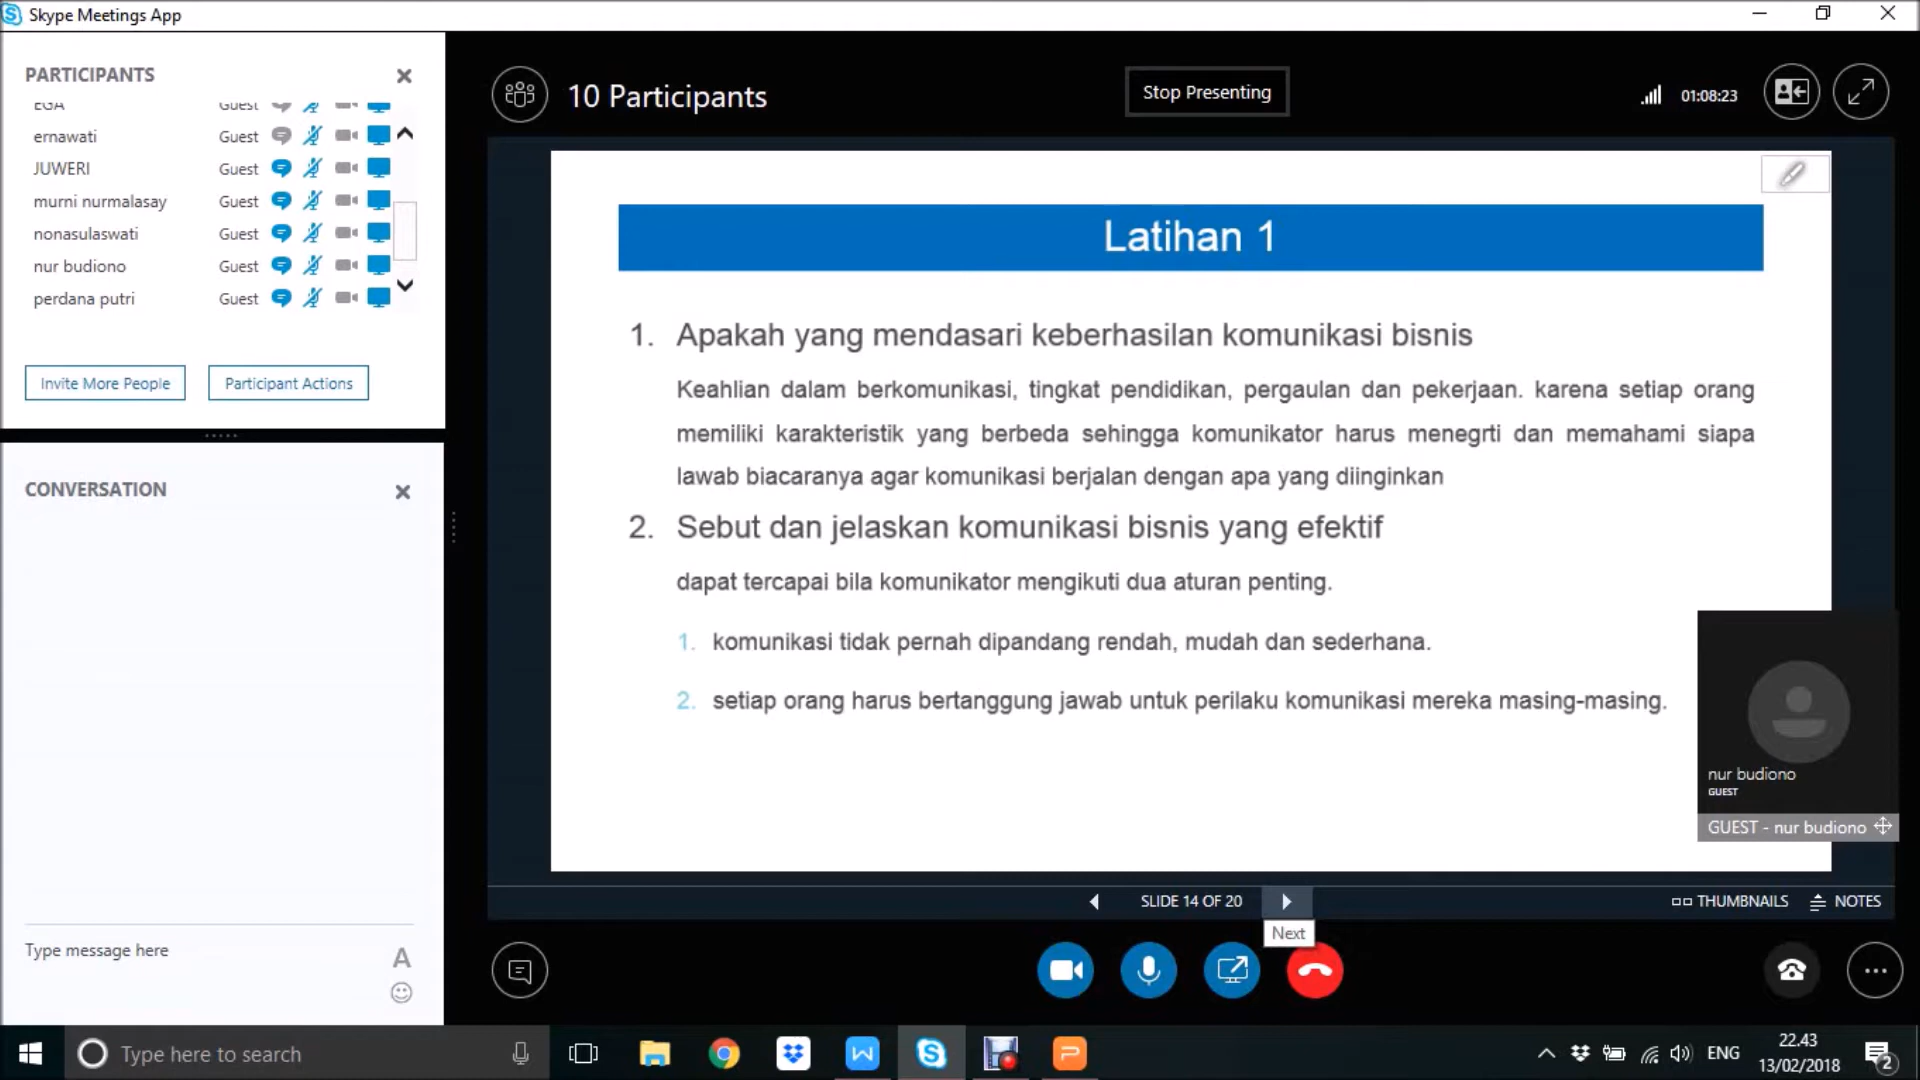 Skype Meetings App
PARTICIPANTS
EGA Guest
ernawati Guest
JUWERI Guest
murni nurmalasay Guest
nonasulaswati Guest
nur budiono Guest
perdana putri Guest
Invite More People
Participant Actions
CONVERSATION
Type message here
A
10 Participants
Stop Presenting
01:08:23
Latihan 1
1. Apakah yang mendasari keberhasilan komunikasi bisnis
Keahlian dalam berkomunikasi, tingkat pendidikan, pergaulan dan pekerjaan. karena setiap orang
memiliki karakteristik yang berbeda sehingga komunikator harus menegrti dan memahami siapa
lawab biacaranya agar komunikasi berjalan dengan apa yang diinginkan
2. Sebut dan jelaskan komunikasi bisnis yang efektif
dapat tercapai bila komunikator mengikuti dua aturan penting.
1. komunikasi tidak pernah dipandang rendah, mudah dan sederhana.
2. setiap orang harus bertanggung jawab untuk perilaku komunikasi mereka masing-masing.
nur budiono
GUEST
GUEST - nur budiono
SLIDE 14 OF 20
THUMBNAILS
NOTES
Next
Type here to search
ENG
22.43
13/02/2018
2